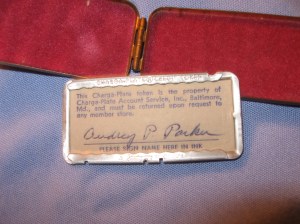 This Charge-Plate token is the property of
Charge-Plate Account Service, Inc., Baltimore,
Md., and must be returned upon request to
any member store.
Audrey P. Parker
PLEASE SIGN NAME HERE IN INK